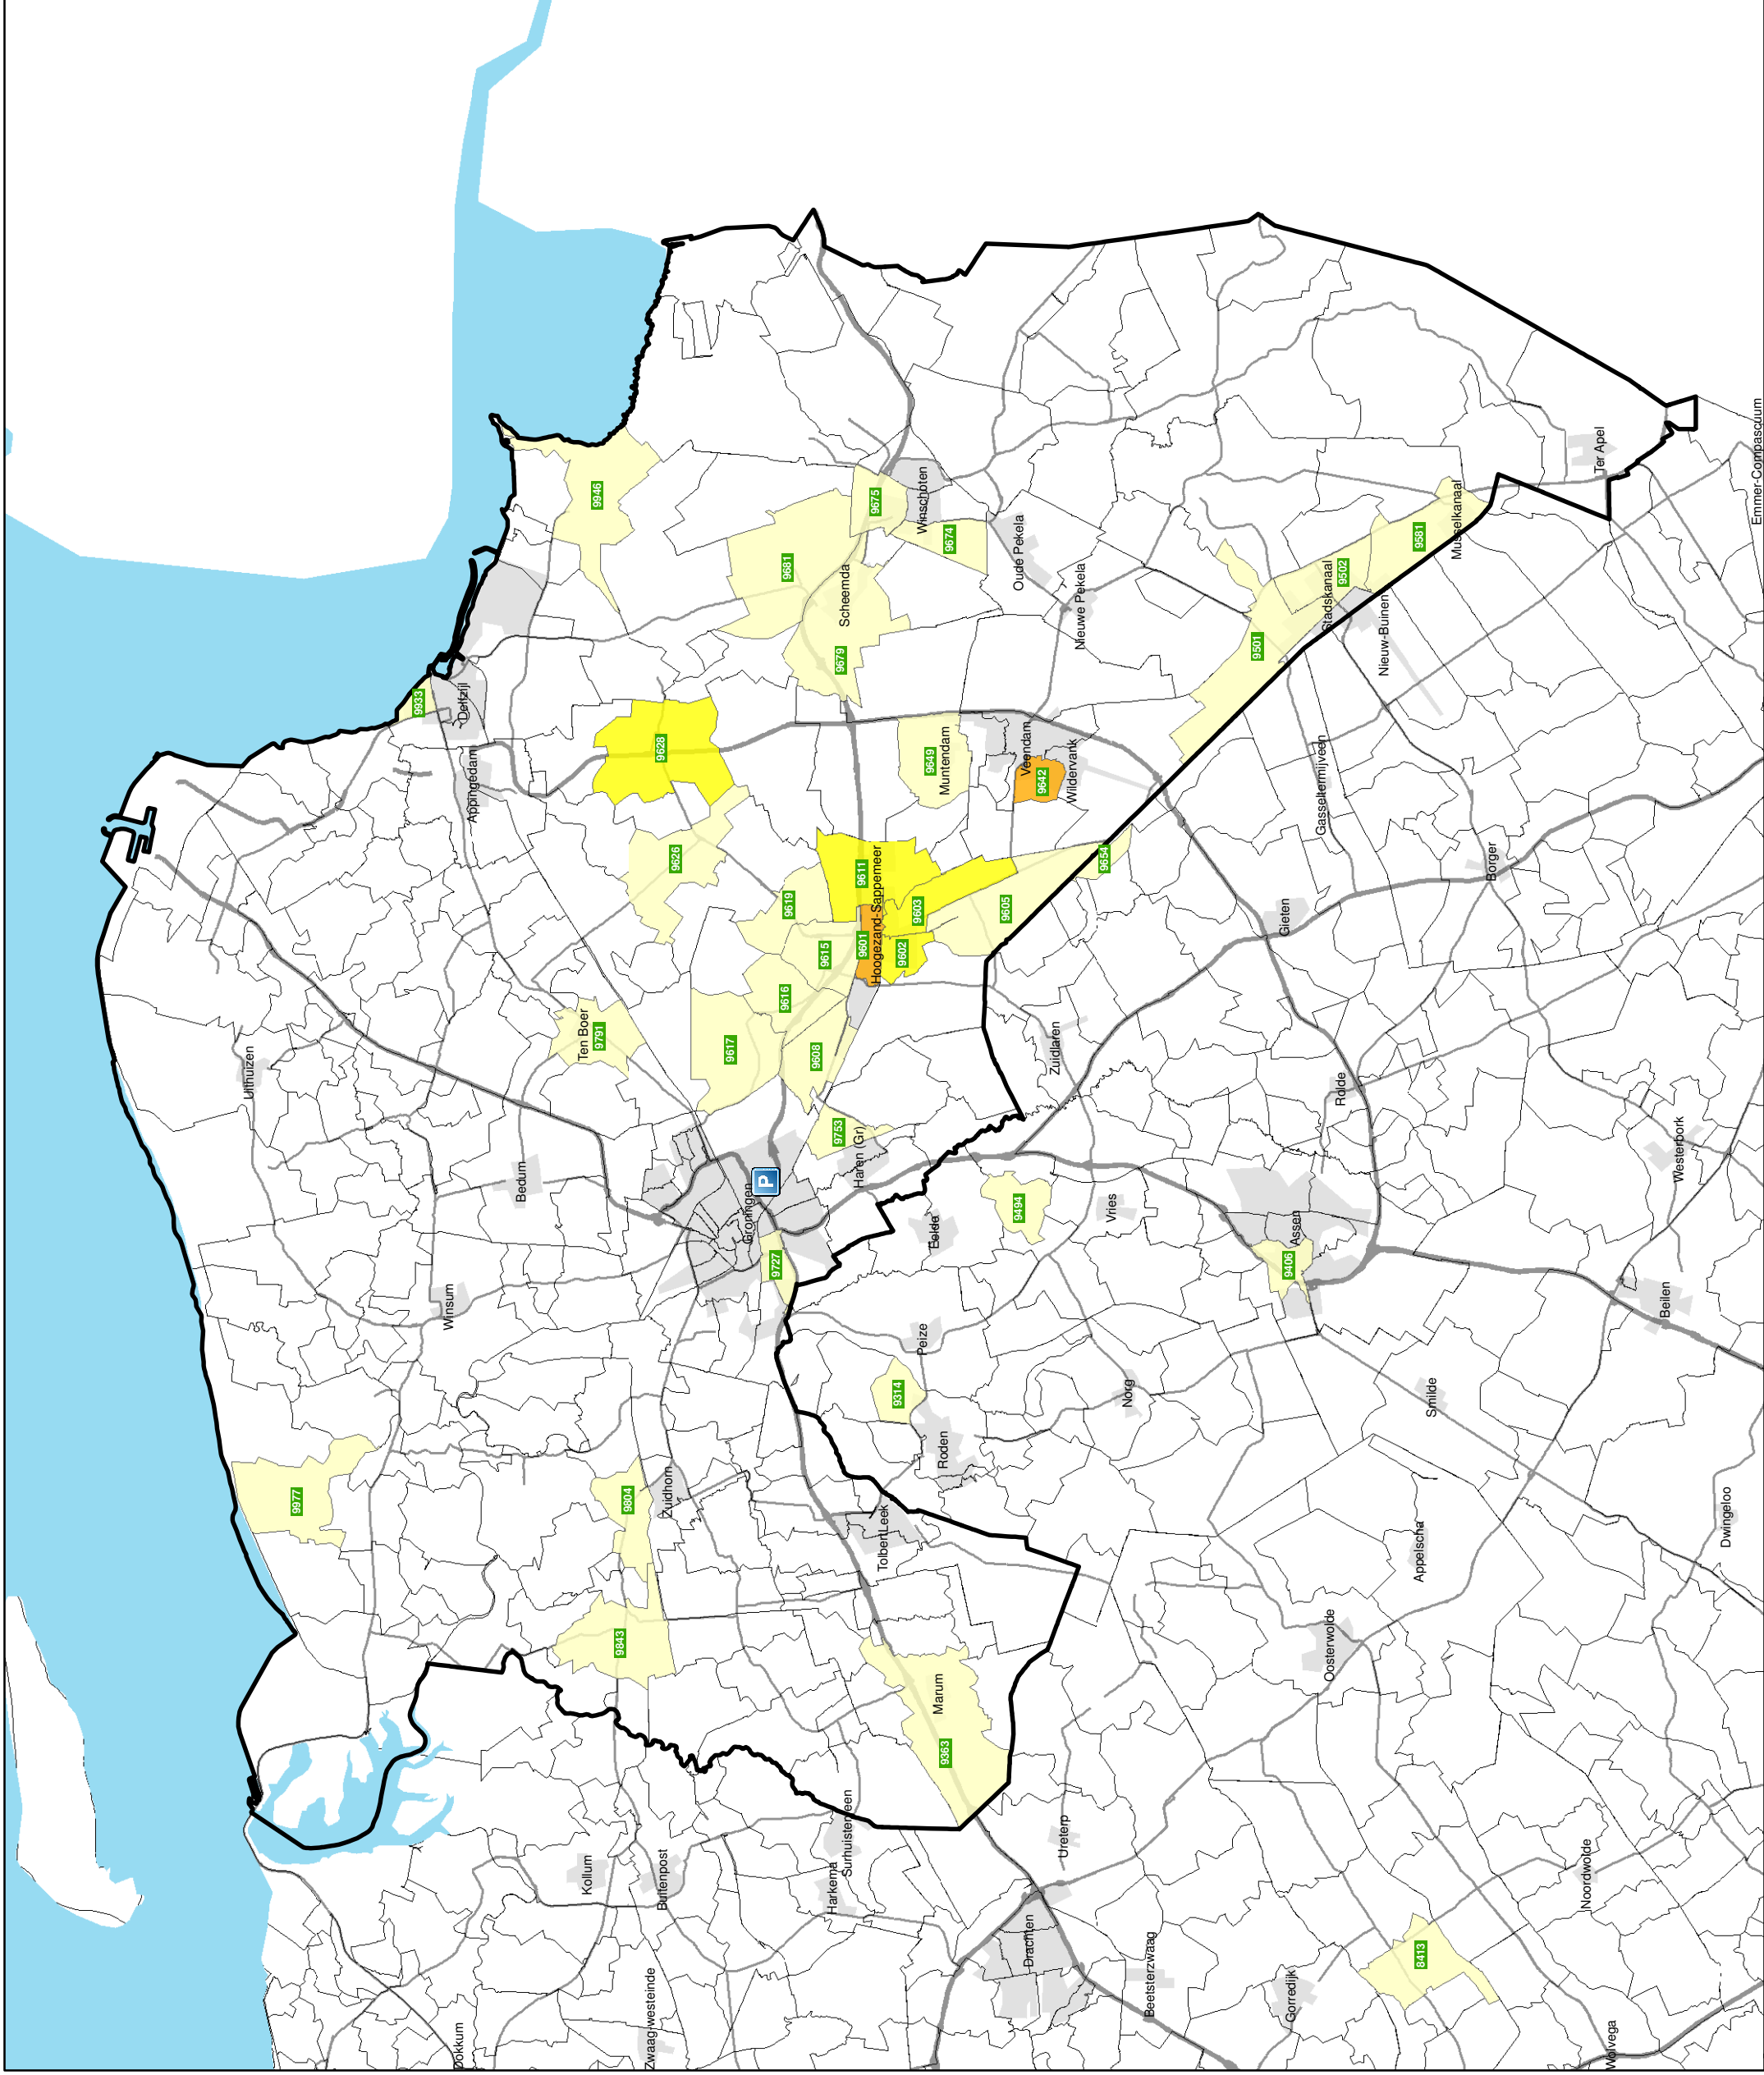 Delfzijl
9933
Appingedam
9946
Uithuizen
Bedum
Winsum
Ten Boer
9791
9628
9626
9681
Scheemda
9679
9675
Winschoten
9674
Oude Pekela
Nieuwe Pekela
9619
9615
9616
9617
9608
9611
9601
Hoogezand-Sappemeer
9603
9602
9605
9654
9649
Muntendam
Veendam
9642
Wildervank
9501
Stadskanaal
9502
9581
Musselkanaal
Ter Apel
Emmer-Compascuum
Nieuw-Buinen
Gasselternijveen
Borger
Gieten
Zuidlaren
Rolde
Westerbork
9753
Haren (Gr)
Groningen
P
9727
Eelde
9494
Vries
Assen
9406
Beilen
Peize
9314
Roden
Norg
Smilde
9977
9804
Zuidhorn
9843
Tolbert
Leek
Marum
9363
Appelscha
Dwingeloo
Oosterwolde
Surhuisterveen
Harkema
Kollum
Buitenpost
Ureterp
Drachten
Beetsterzwaag
Gorredijk
8413
Noordwolde
Wolvega
Dokkum
Zwaag-westeinde